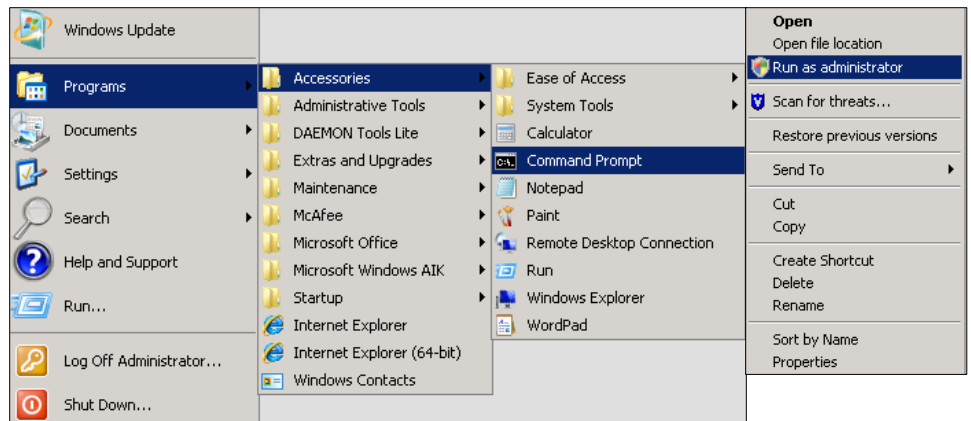 Windows Update
Programs
Documents
Settings
Search
Help and Support
Run...
Log Off Administrator...
Shut Down...
Accessories
Administrative Tools
DAEMON Tools Lite
Extras and Upgrades
Maintenance
McAfee
Microsoft Office
Microsoft Windows AIK
Startup
Internet Explorer
Internet Explorer (64-bit)
Windows Contacts
Ease of Access
System Tools
Calculator
Command Prompt
Notepad
Paint
Remote Desktop Connection
Run
Windows Explorer
WordPad
Open
Open file location
Run as administrator
Scan for threats...
Restore previous versions
Send To
Cut
Copy
Create Shortcut
Delete
Rename
Sort by Name
Properties